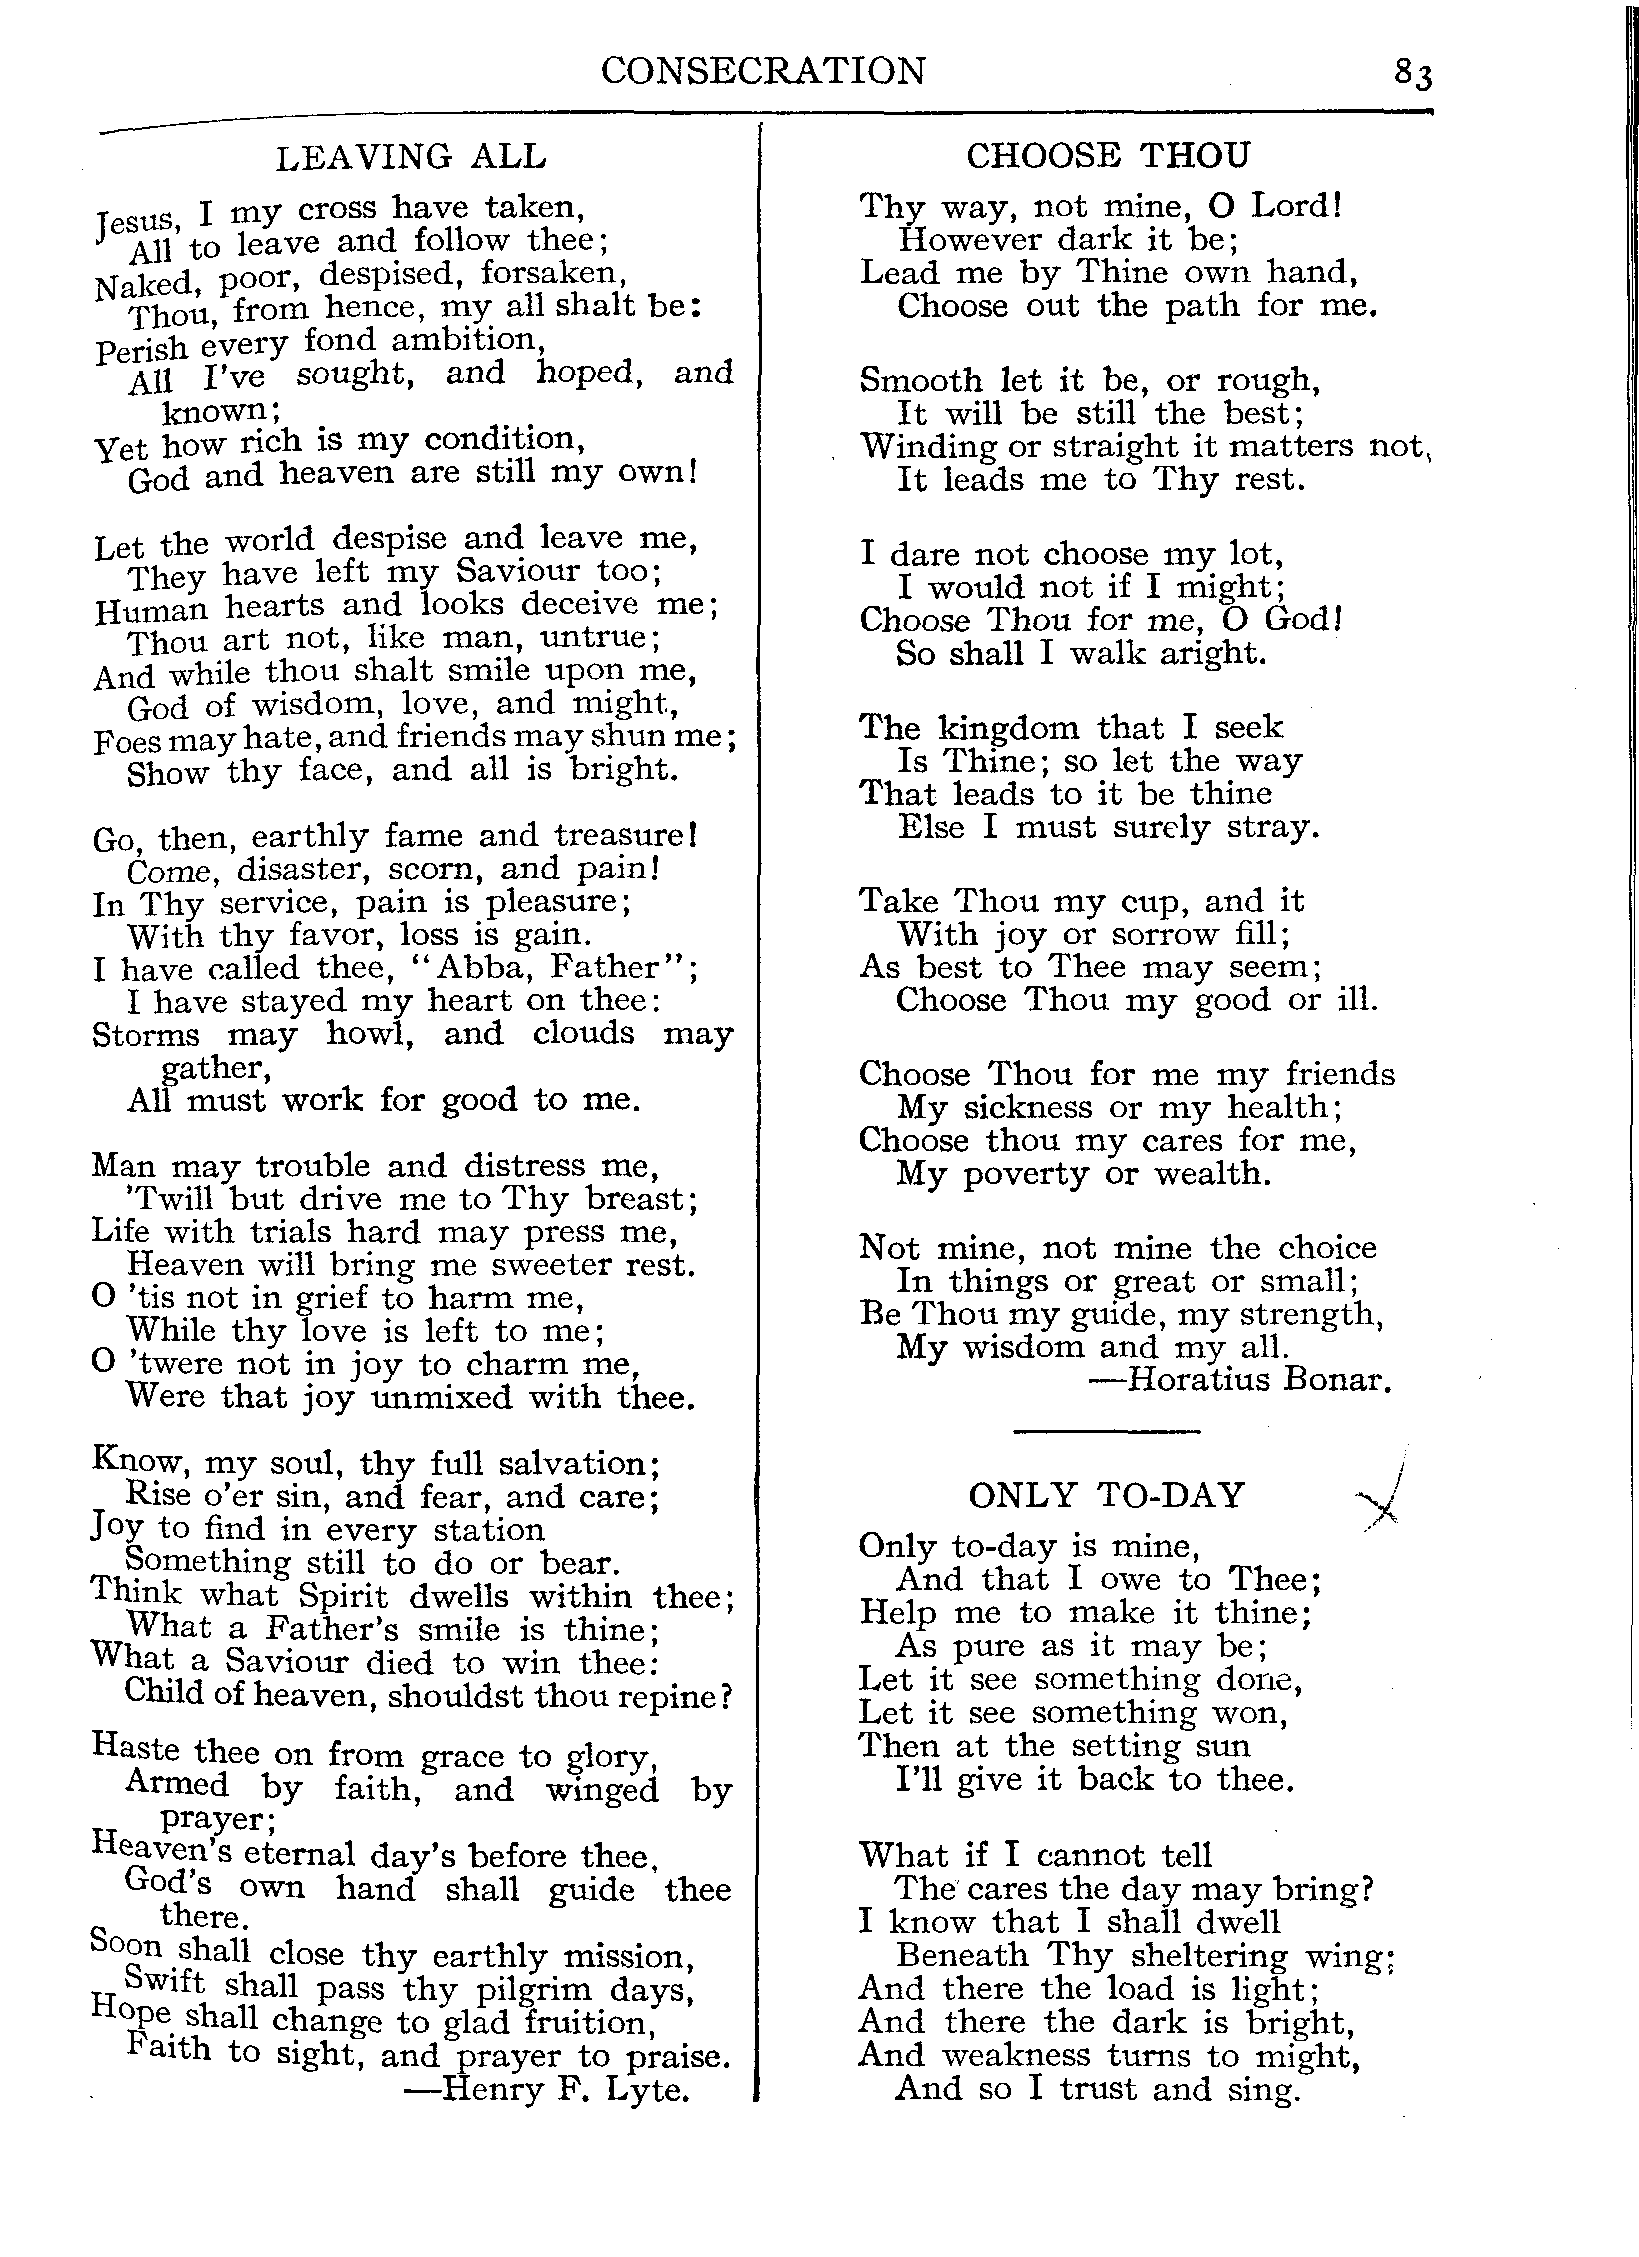 CONSECRATION 83
LEAVING ALL
Jesus, I my cross have taken,
All to leave and follow thee;
Naked, poor, despised, forsaken,
Thou, from hence, my all shalt be:
Perish every fond ambition,
All I've sought, and hoped, and
known;
Yet how rich is my condition,
God and heaven are still my own!
Let the world despise and leave me,
They have left my Saviour too;
Human hearts and looks deceive me;
Thou art not, like man, untrue;
And while thou shalt smile upon me,
God of wisdom, love, and might,
Foes may hate, and friends may shun me;
Show thy face, and all is bright.
Go, then, earthly fame and treasure!
Come, disaster, scorn, and pain!
In Thy service, pain is pleasure;
With thy favor, loss is gain.
I have called thee, "Abba, Father";
I have stayed my heart on thee:
Storms may howl, and clouds may
gather,
All must work for good to me.
Man may trouble and distress me,
'Twill but drive me to Thy breast;
Life with trials hard may press me,
Heaven will bring me sweeter rest.
O 'tis not in grief to harm me,
While thy love is left to me;
O 'twere not in joy to charm me,
Were that joy unmixed with thee.
Know, my soul, thy full salvation;
Rise o'er sin, and fear, and care;
Joy to find in every station
Something still to do or bear.
Think what Spirit dwells within thee;
What a Father's smile is thine;
What a Saviour died to win thee:
Child of heaven, shouldst thou repine?
Haste thee on from grace to glory,
Armed by faith, and winged by
prayer;
Heaven's eternal day's before thee,
God's own hand shall guide thee
there.
Soon shall close thy earthly mission,
Swift shall pass thy pilgrim days,
Hope shall change to glad fruition,
Faith to sight, and prayer to praise.
—Henry F. Lyte.
CHOOSE THOU
Thy way, not mine, O Lord!
However dark it be;
Lead me by Thine own hand,
Choose out the path for me.
Smooth let it be, or rough,
It will be still the best;
Winding or straight it matters not,
It leads me to Thy rest.
I dare not choose my lot,
I would not if I might;
Choose Thou for me, O God!
So shall I walk aright.
The kingdom that I seek
Is Thine; so let the way
That leads to it be thine
Else I must surely stray.
Take Thou my cup, and it
With joy or sorrow fill;
As best to Thee may seem;
Choose Thou my good or ill.
Choose Thou for me my friends
My sickness or my health;
Choose thou my cares for me,
My poverty or wealth.
Not mine, not mine the choice
In things or great or small;
Be Thou my guide, my strength,
My wisdom and my all.
—Horatius Bonar.
ONLY TO-DAY
Only to-day is mine,
And that I owe to Thee;
Help me to make it thine;
As pure as it may be;
Let it see something done,
Let it see something won,
Then at the setting sun
I'll give it back to thee.
What if I cannot tell
The cares the day may bring?
I know that I shall dwell
Beneath Thy sheltering wing;
And there the load is light;
And there the dark is bright,
And weakness turns to might,
And so I trust and sing.